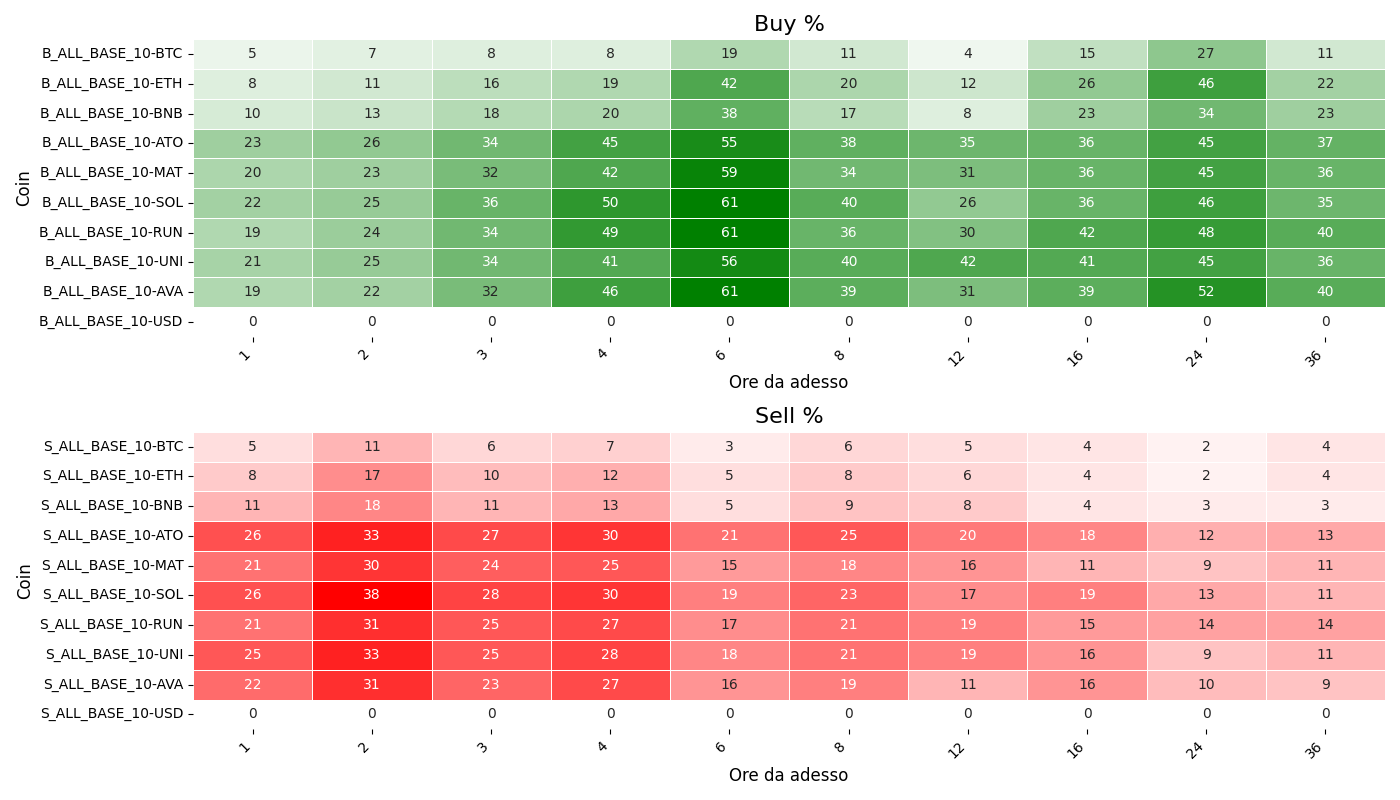 Buy %
Coin
B_ALL_BASE_10-BTC 5 7 8 8 19 11 4 15 27 11
B_ALL_BASE_10-ETH 8 11 16 19 42 20 12 26 46 22
B_ALL_BASE_10-BNB 10 13 18 20 38 17 8 23 34 23
B_ALL_BASE_10-ATO 23 26 34 45 55 38 35 36 45 37
B_ALL_BASE_10-MAT 20 23 32 42 59 34 31 36 45 36
B_ALL_BASE_10-SOL 22 25 36 50 61 40 26 36 46 35
B_ALL_BASE_10-RUN 19 24 34 49 61 36 30 42 48 40
B_ALL_BASE_10-UNI 21 25 34 41 56 40 42 41 45 36
B_ALL_BASE_10-AVA 19 22 32 46 61 39 31 39 52 40
B_ALL_BASE_10-USD 0 0 0 0 0 0 0 0 0 0
1 2 3 4 6 8 12 16 24 36
Ore da adesso
Sell %
Coin
S_ALL_BASE_10-BTC 5 11 6 7 3 6 5 4 2 4
S_ALL_BASE_10-ETH 8 17 10 12 5 8 6 4 2 4
S_ALL_BASE_10-BNB 11 18 11 13 5 9 8 4 3 3
S_ALL_BASE_10-ATO 26 33 27 30 21 25 20 18 12 13
S_ALL_BASE_10-MAT 21 30 24 25 15 18 16 11 9 11
S_ALL_BASE_10-SOL 26 38 28 30 19 23 17 19 13 11
S_ALL_BASE_10-RUN 21 31 25 27 17 21 19 15 14 14
S_ALL_BASE_10-UNI 25 33 25 28 18 21 19 16 9 11
S_ALL_BASE_10-AVA 22 31 23 27 16 19 11 16 10 9
S_ALL_BASE_10-USD 0 0 0 0 0 0 0 0 0 0
1 2 3 4 6 8 12 16 24 36
Ore da adesso